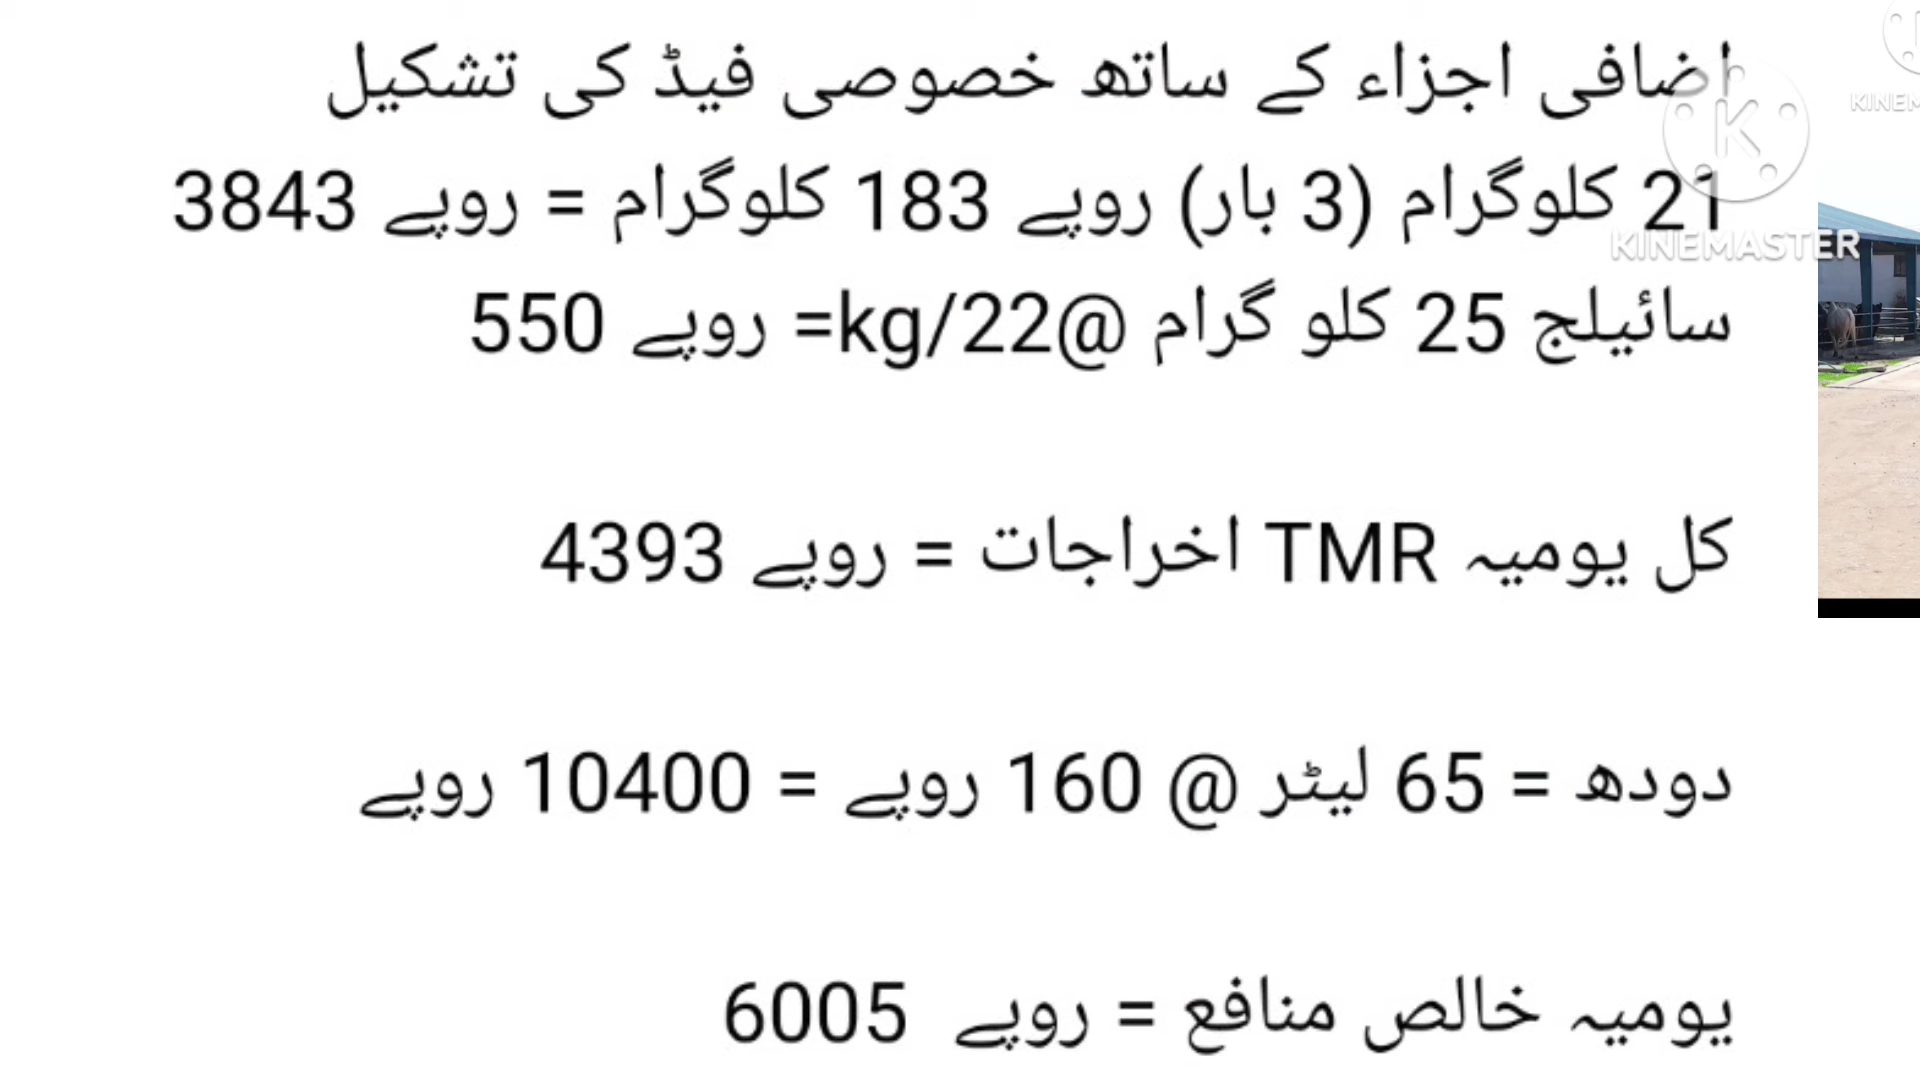 اضافی اجزاء کے ساتھ خصوصی فیڈ کی تشکیل
21 کلوگرام (3 بار) روپے 183 کلوگرام = روپے 3843
سائیلج 25 کلو گرام @22/kg= روپے 550
کل یومیہ TMR اخراجات = روپے 4393
دودھ = 65 لیٹر @ 160 روپے = 10400 روپے
یومیہ خالص منافع = روپے 6005
KINEMASTER